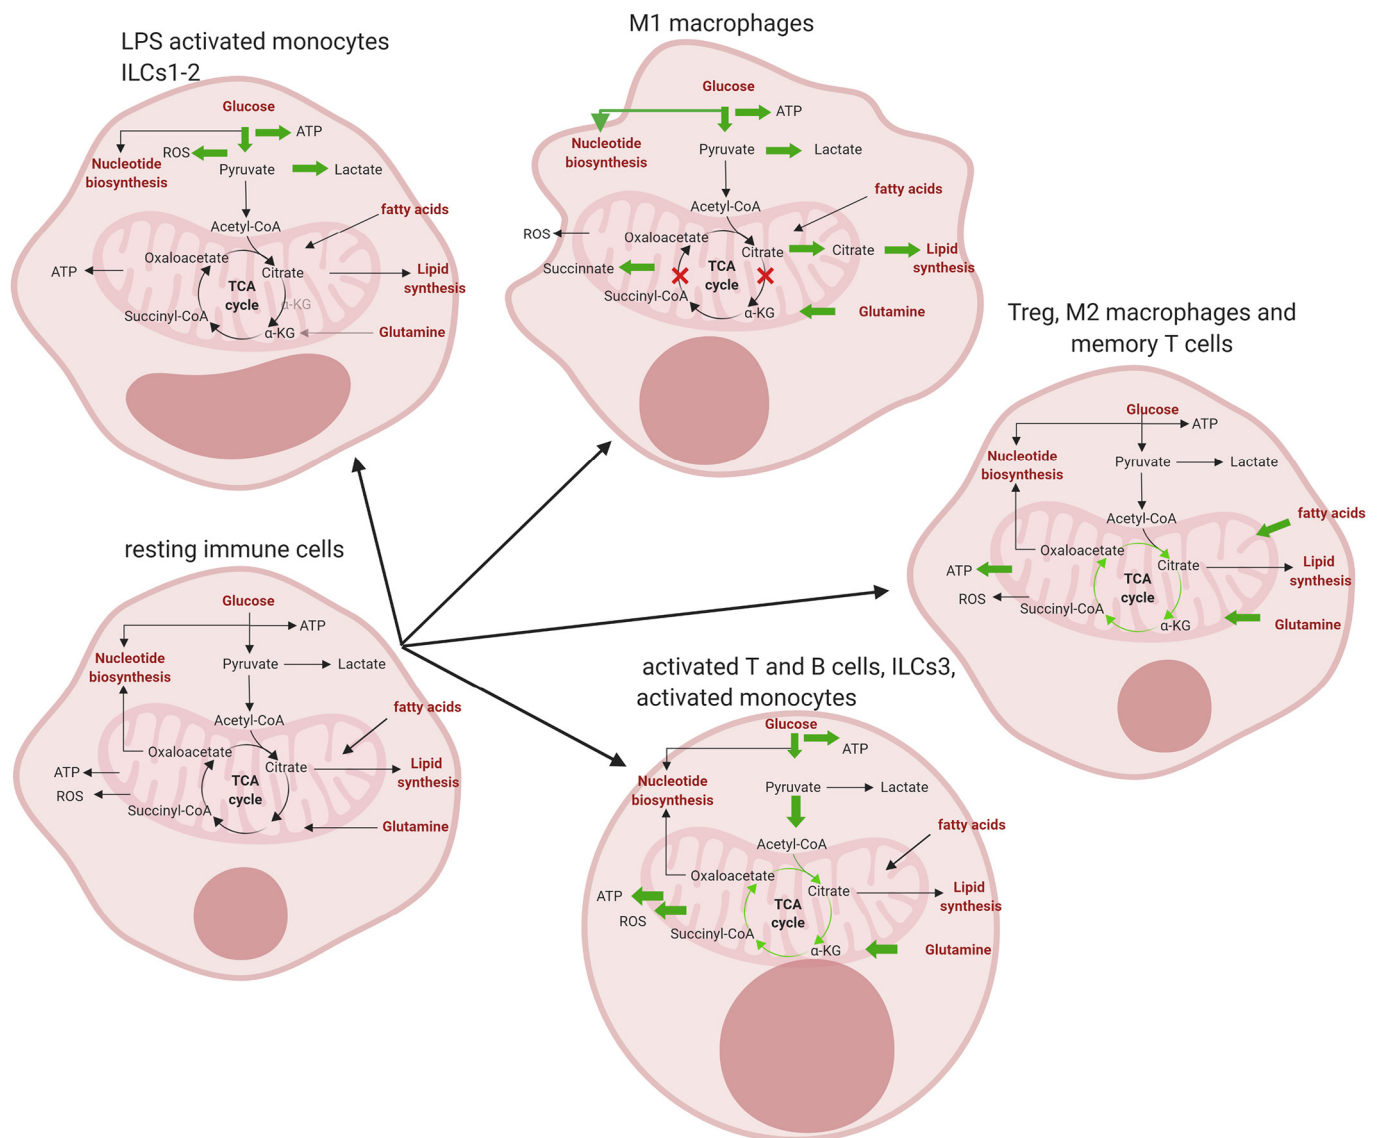 LPS activated monocytes
ILCs1-2
Glucose
ATP
ROS
Nucleotide
biosynthesis
Pyruvate
Lactate
fatty acids
Acetyl-CoA
Oxaloacetate
Citrate
ATP
TCA
cycle
Lipid
synthesis
α-KG
Succinyl-CoA
α-KG
Glutamine
M1 macrophages
Glucose
ATP
Nucleotide
biosynthesis
Pyruvate
Lactate
fatty acids
Acetyl-CoA
ROS
Oxaloacetate
Citrate
Citrate
Lipid
synthesis
Succinnate
TCA
cycle
Succinyl-CoA
α-KG
Glutamine
Treg, M2 macrophages and
memory T cells
Glucose
ATP
Nucleotide
biosynthesis
Pyruvate
Lactate
fatty acids
Acetyl-CoA
Oxaloacetate
Citrate
ATP
TCA
cycle
Lipid
synthesis
ROS
Succinyl-CoA
α-KG
Glutamine
resting immune cells
Glucose
ATP
Nucleotide
biosynthesis
Pyruvate
Lactate
fatty acids
Acetyl-CoA
Oxaloacetate
Citrate
ATP
TCA
cycle
Lipid
synthesis
ROS
Succinyl-CoA
Glutamine
activated T and B cells, ILCs3,
activated monocytes
Glucose
ATP
Nucleotide
biosynthesis
Pyruvate
Lactate
fatty acids
Acetyl-CoA
Oxaloacetate
Citrate
ATP
TCA
cycle
Lipid
synthesis
ROS
Succinyl-CoA
α-KG
Glutamine